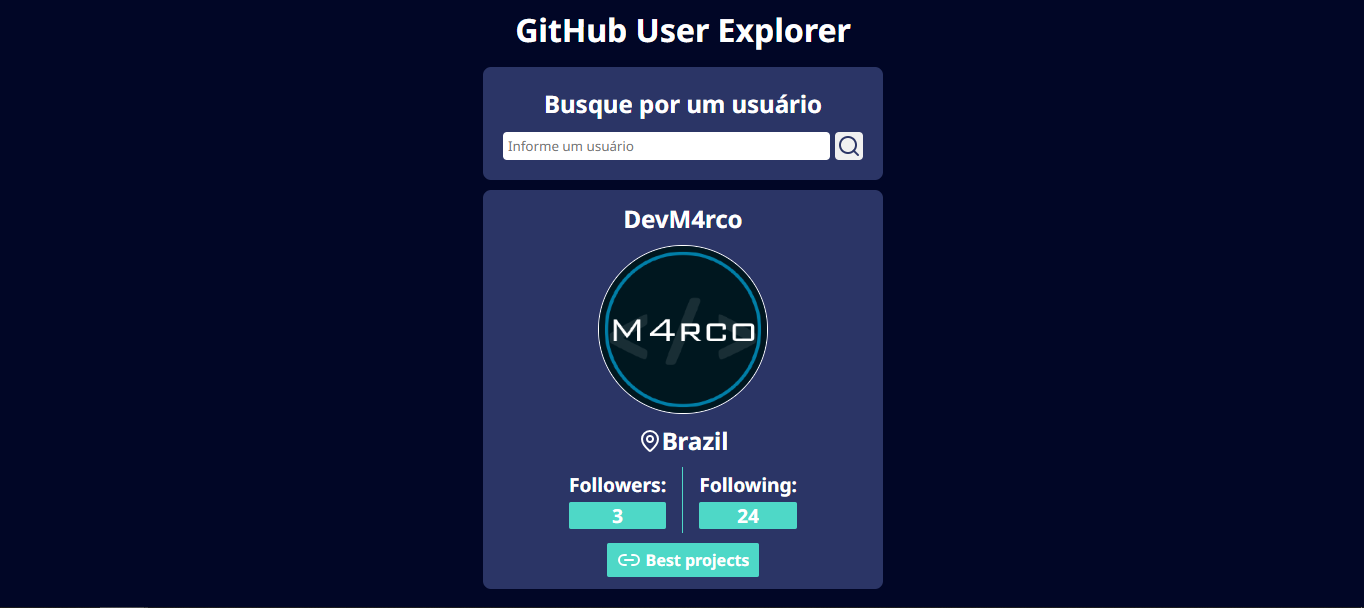 GitHub User Explorer
Busque por um usuário
Informe um usuário
DevM4rco
</>
M4RCO
Brazil
Followers:
Following:
3
24
Best projects